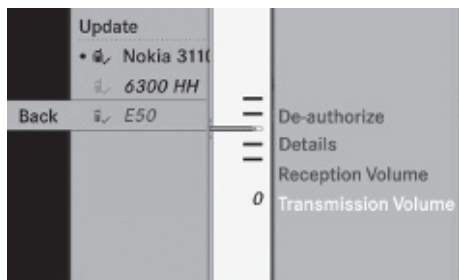 Update
Nokia 3110
6300 HH
Back
E50
De-authorize
Details
Reception Volume
0
Transmission Volume